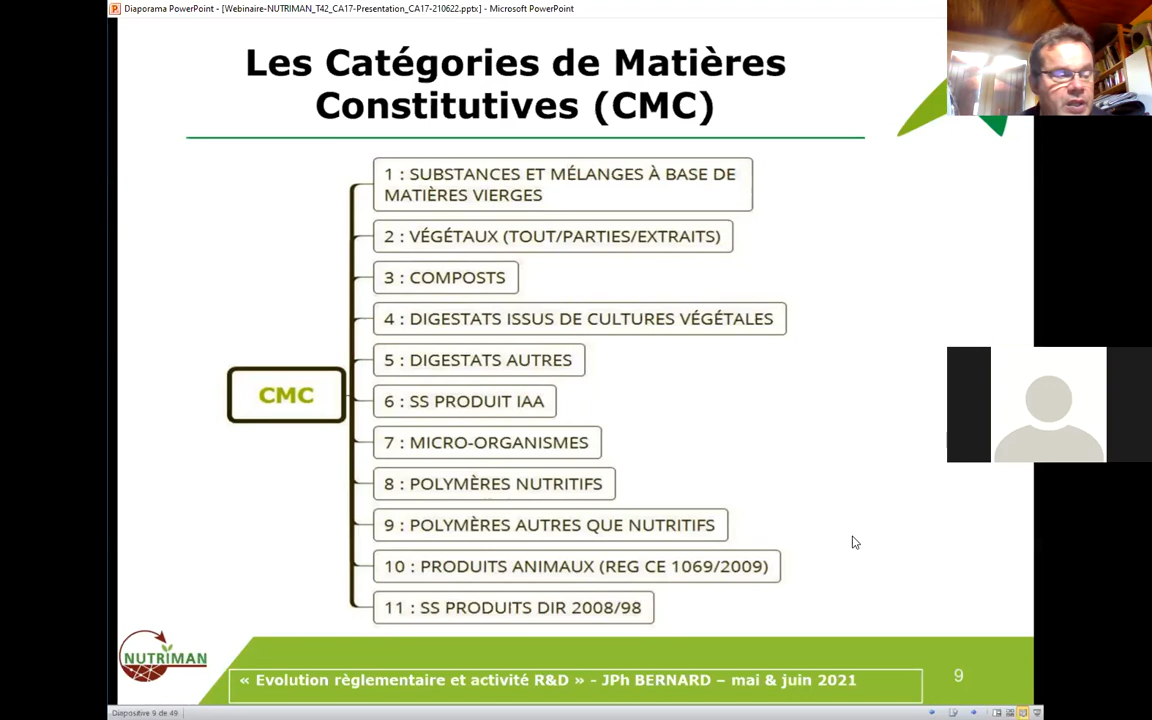 Diaporama PowerPoint - [Webinaire-NUTRIMAN_T42_CA17-Presentation_CA17-210622.pptx] - Microsoft PowerPoint
Les Catégories de Matières
Constitutives (CMC)
CMC
1 : SUBSTANCES ET MÉLANGES À BASE DE
MATIÈRES VIERGES
2 : VÉGÉTAUX (TOUT/PARTIES/EXTRAITS)
3 : COMPOSTS
4 : DIGESTATS ISSUS DE CULTURES VÉGÉTALES
5 : DIGESTATS AUTRES
6 : SS PRODUIT IAA
7 : MICRO-ORGANISMES
8 : POLYMÈRES NUTRITIFS
9 : POLYMÈRES AUTRES QUE NUTRITIFS
10 : PRODUITS ANIMAUX (REG CE 1069/2009)
11 : SS PRODUITS DIR 2008/98
NUTRIMAN
« Evolution règlementaire et activité R&D » - JPh BERNARD – mai & juin 2021
9
Diapositive 9 de 49